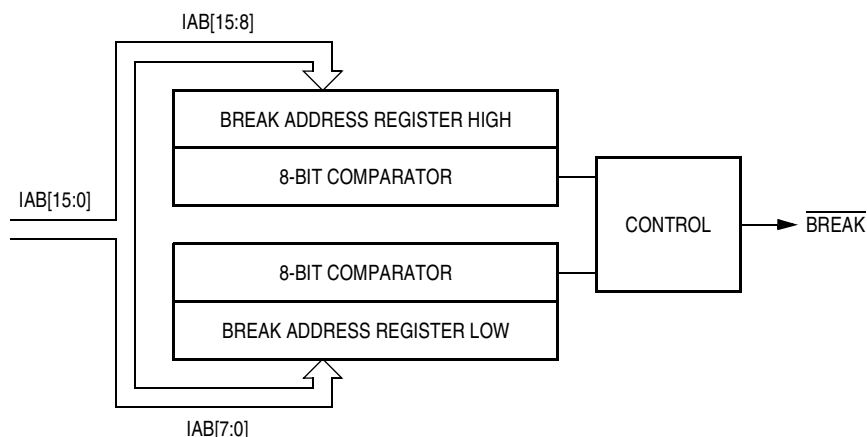 IAB[15:8]
BREAK ADDRESS REGISTER HIGH
8-BIT COMPARATOR
IAB[15:0]
CONTROL
BREAK
8-BIT COMPARATOR
BREAK ADDRESS REGISTER LOW
IAB[7:0]